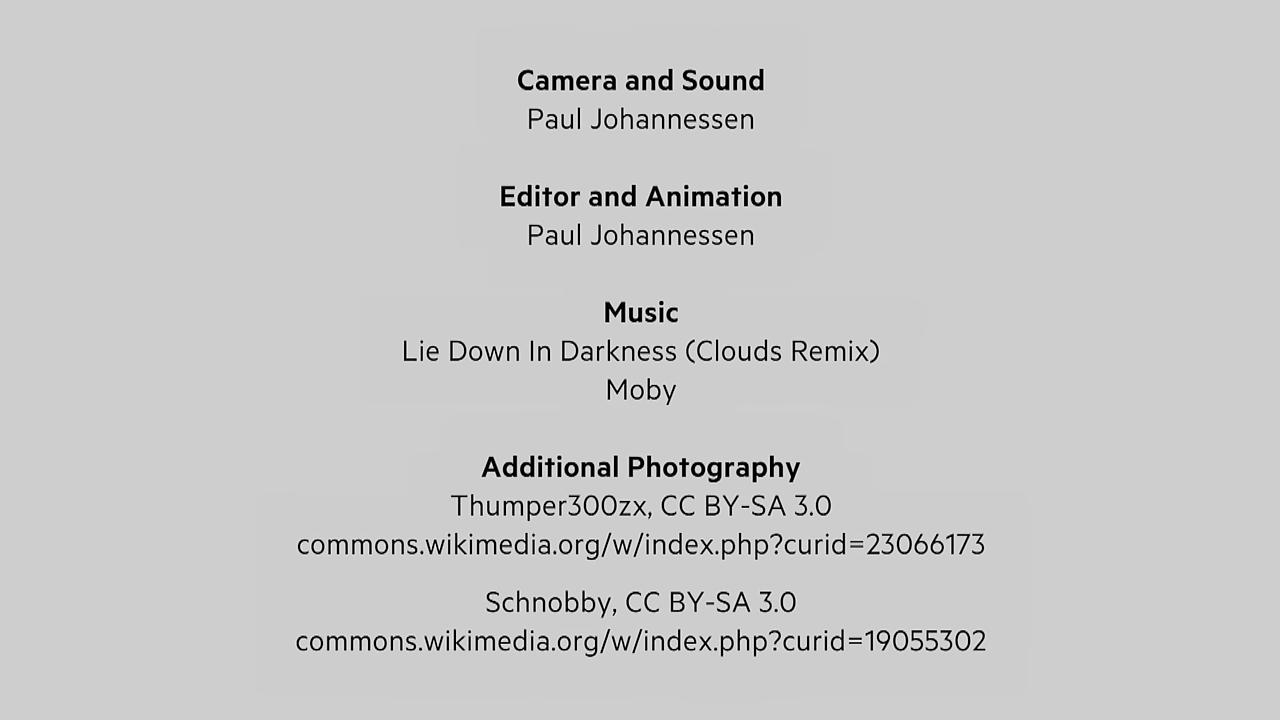 Camera and Sound
Paul Johannessen
Editor and Animation
Paul Johannessen
Music
Lie Down In Darkness (Clouds Remix)
Moby
Additional Photography
Thumper300zx, CC BY-SA 3.0
commons.wikimedia.org/w/index.php?curid=23066173
Schnobby, CC BY-SA 3.0
commons.wikimedia.org/w/index.php?curid=19055302